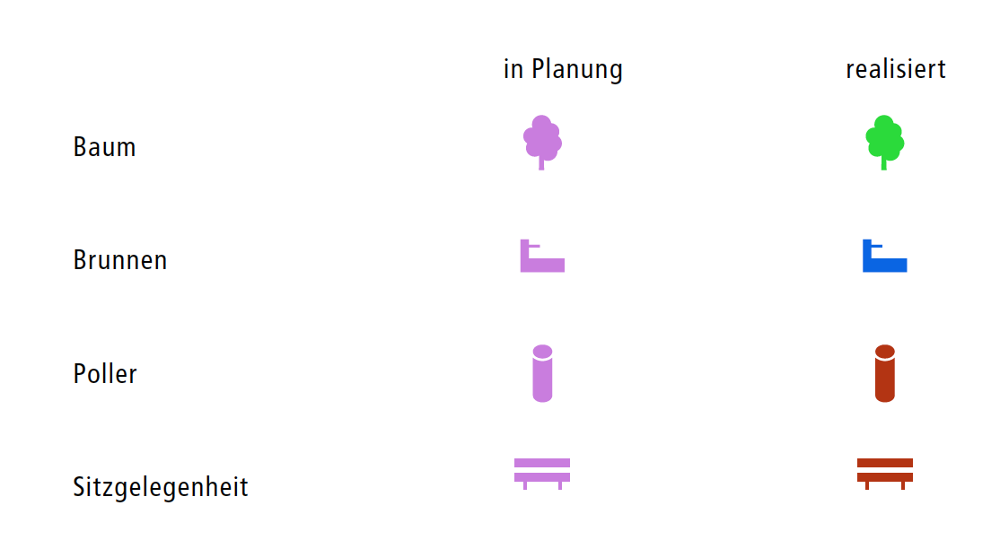 in Planung realisiert
Baum
Brunnen
Poller
Sitzgelegenheit